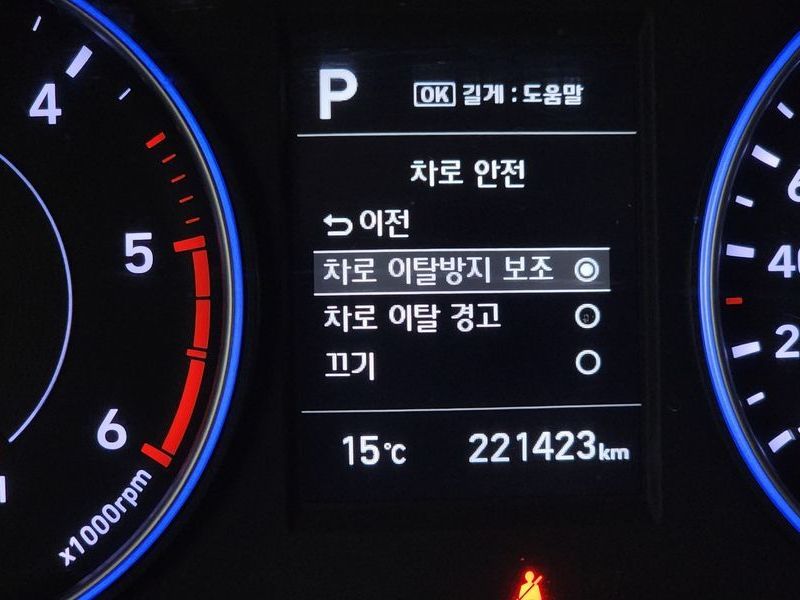 4
5
6
x1000rpm
P
OK 길게 : 도움말
차로 안전
이전
차로 이탈방지 보조
차로 이탈 경고
끄기
15℃
221423km